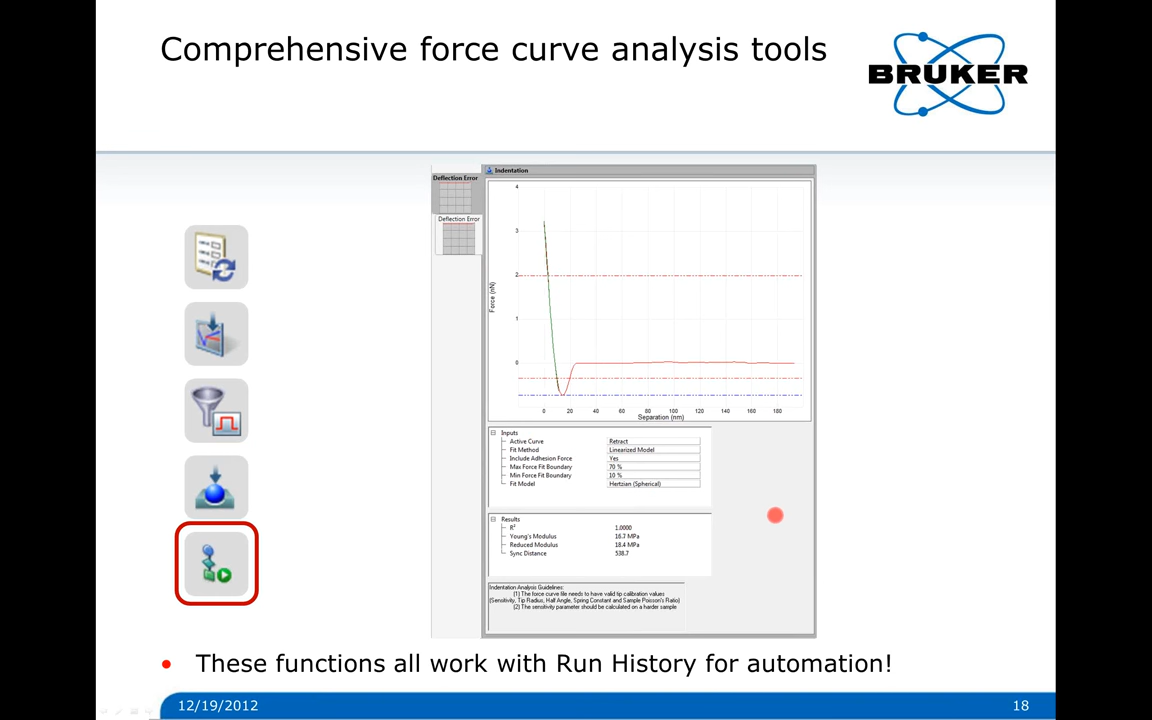 Comprehensive force curve analysis tools
BRUKER
Indentation
Deflection Error
Deflection Error
4
3
2
1
0
Force (nN)
0 20 40 60 80 100 120 140 160 180
Separation (nm)
Inputs
Active Curve Retract
Fit Method Linearized Model
Include Adhesion Force Yes
Max Force Fit Boundary 70 %
Min Force Fit Boundary 10 %
Fit Model Hertzian (Spherical)
Results
R² 1.0000
Young's Modulus 16.7 MPa
Reduced Modulus 18.4 MPa
Sync Distance 538.7
Indentation Analysis Guidelines:
(1) The force curve file needs to have valid tip calibration values
(Sensitivity, Tip Radius, Half Angle, Spring Constant and Sample Poisson's Ratio)
(2) The sensitivity parameter should be calculated on a harder sample
• These functions all work with Run History for automation!
12/19/2012
18